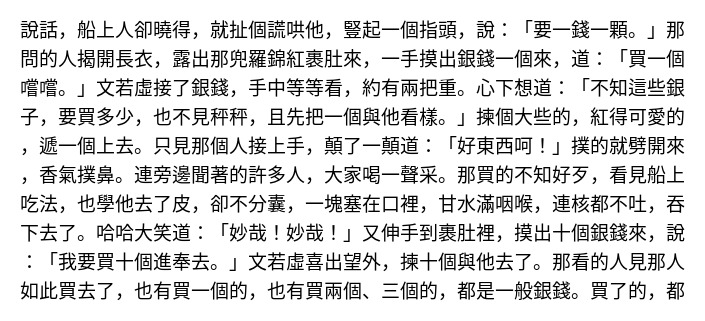 說話，船上人卻曉得，就扯個謊哄他，豎起一個指頭，說：「要一錢一顆。」那
問的人揭開長衣，露出那兜羅錦紅裹肚來，一手摸出銀錢一個來，道：「買一個
嚐嚐。」文若虛接了銀錢，手中等等看，約有兩把重。心下想道：「不知這些銀
子，要買多少，也不見秤秤，且先把一個與他看樣。」揀個大些的，紅得可愛的
，遞一個上去。只見那個人接上手，顛了一顛道：「好東西呵！」撲的就劈開來
，香氣撲鼻。連旁邊聞著的許多人，大家喝一聲采。那買的不知好歹，看見船上
吃法，也學他去了皮，卻不分囊，一塊塞在口裡，甘水滿咽喉，連核都不吐，吞
下去了。哈哈大笑道：「妙哉！妙哉！」又伸手到裹肚裡，摸出十個銀錢來，說
：「我要買十個進奉去。」文若虛喜出望外，揀十個與他去了。那看的人見那人
如此買去了，也有買一個的，也有買兩個、三個的，都是一般銀錢。買了的，都